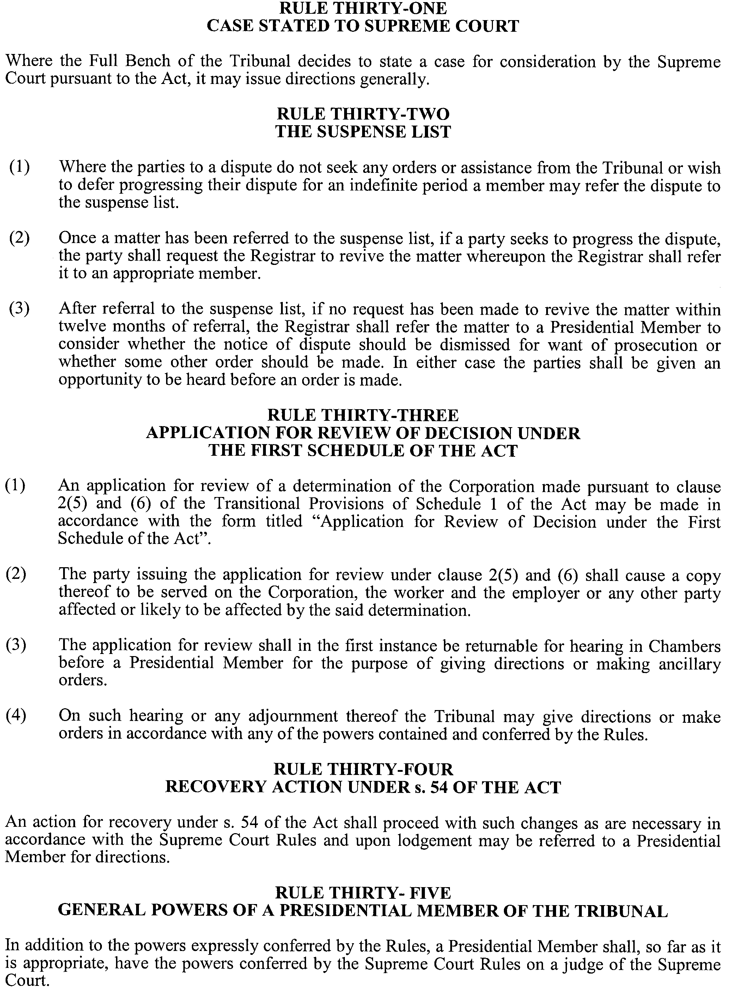 RULE THIRTY-ONE
CASE STATED TO SUPREME COURT
Where the Full Bench of the Tribunal decides to state a case for consideration by the Supreme
Court pursuant to the Act, it may issue directions generally.
RULE THIRTY-TWO
THE SUSPENSE LIST
(1) Where the parties to a dispute do not seek any orders or assistance from the Tribunal or wish
to defer progressing their dispute for an indefinite period a member may refer the dispute to
the suspense list.
(2) Once a matter has been referred to the suspense list, if a party seeks to progress the dispute,
the party shall request the Registrar to revive the matter whereupon the Registrar shall refer
it to an appropriate member.
(3) After referral to the suspense list, if no request has been made to revive the matter within
twelve months of referral, the Registrar shall refer the matter to a Presidential Member to
consider whether the notice of dispute should be dismissed for want of prosecution or
whether some other order should be made. In either case the parties shall be given an
opportunity to be heard before an order is made.
RULE THIRTY-THREE
APPLICATION FOR REVIEW OF DECISION UNDER
THE FIRST SCHEDULE OF THE ACT
(1) An application for review of a determination of the Corporation made pursuant to clause
2(5) and (6) of the Transitional Provisions of Schedule 1 of the Act may be made in
accordance with the form titled “Application for Review of Decision under the First
Schedule of the Act”.
(2) The party issuing the application for review under clause 2(5) and (6) shall cause a copy
thereof to be served on the Corporation, the worker and the employer or any other party
affected or likely to be affected by the said determination.
(3) The application for review shall in the first instance be returnable for hearing in Chambers
before a Presidential Member for the purpose of giving directions or making ancillary
orders.
(4) On such hearing or any adjournment thereof the Tribunal may give directions or make
orders in accordance with any of the powers contained and conferred by the Rules.
RULE THIRTY-FOUR
RECOVERY ACTION UNDER s. 54 OF THE ACT
An action for recovery under s. 54 of the Act shall proceed with such changes as are necessary in
accordance with the Supreme Court Rules and upon lodgement may be referred to a Presidential
Member for directions.
RULE THIRTY- FIVE
GENERAL POWERS OF A PRESIDENTIAL MEMBER OF THE TRIBUNAL
In addition to the powers expressly conferred by the Rules, a Presidential Member shall, so far as it
is appropriate, have the powers conferred by the Supreme Court Rules on a judge of the Supreme
Court.